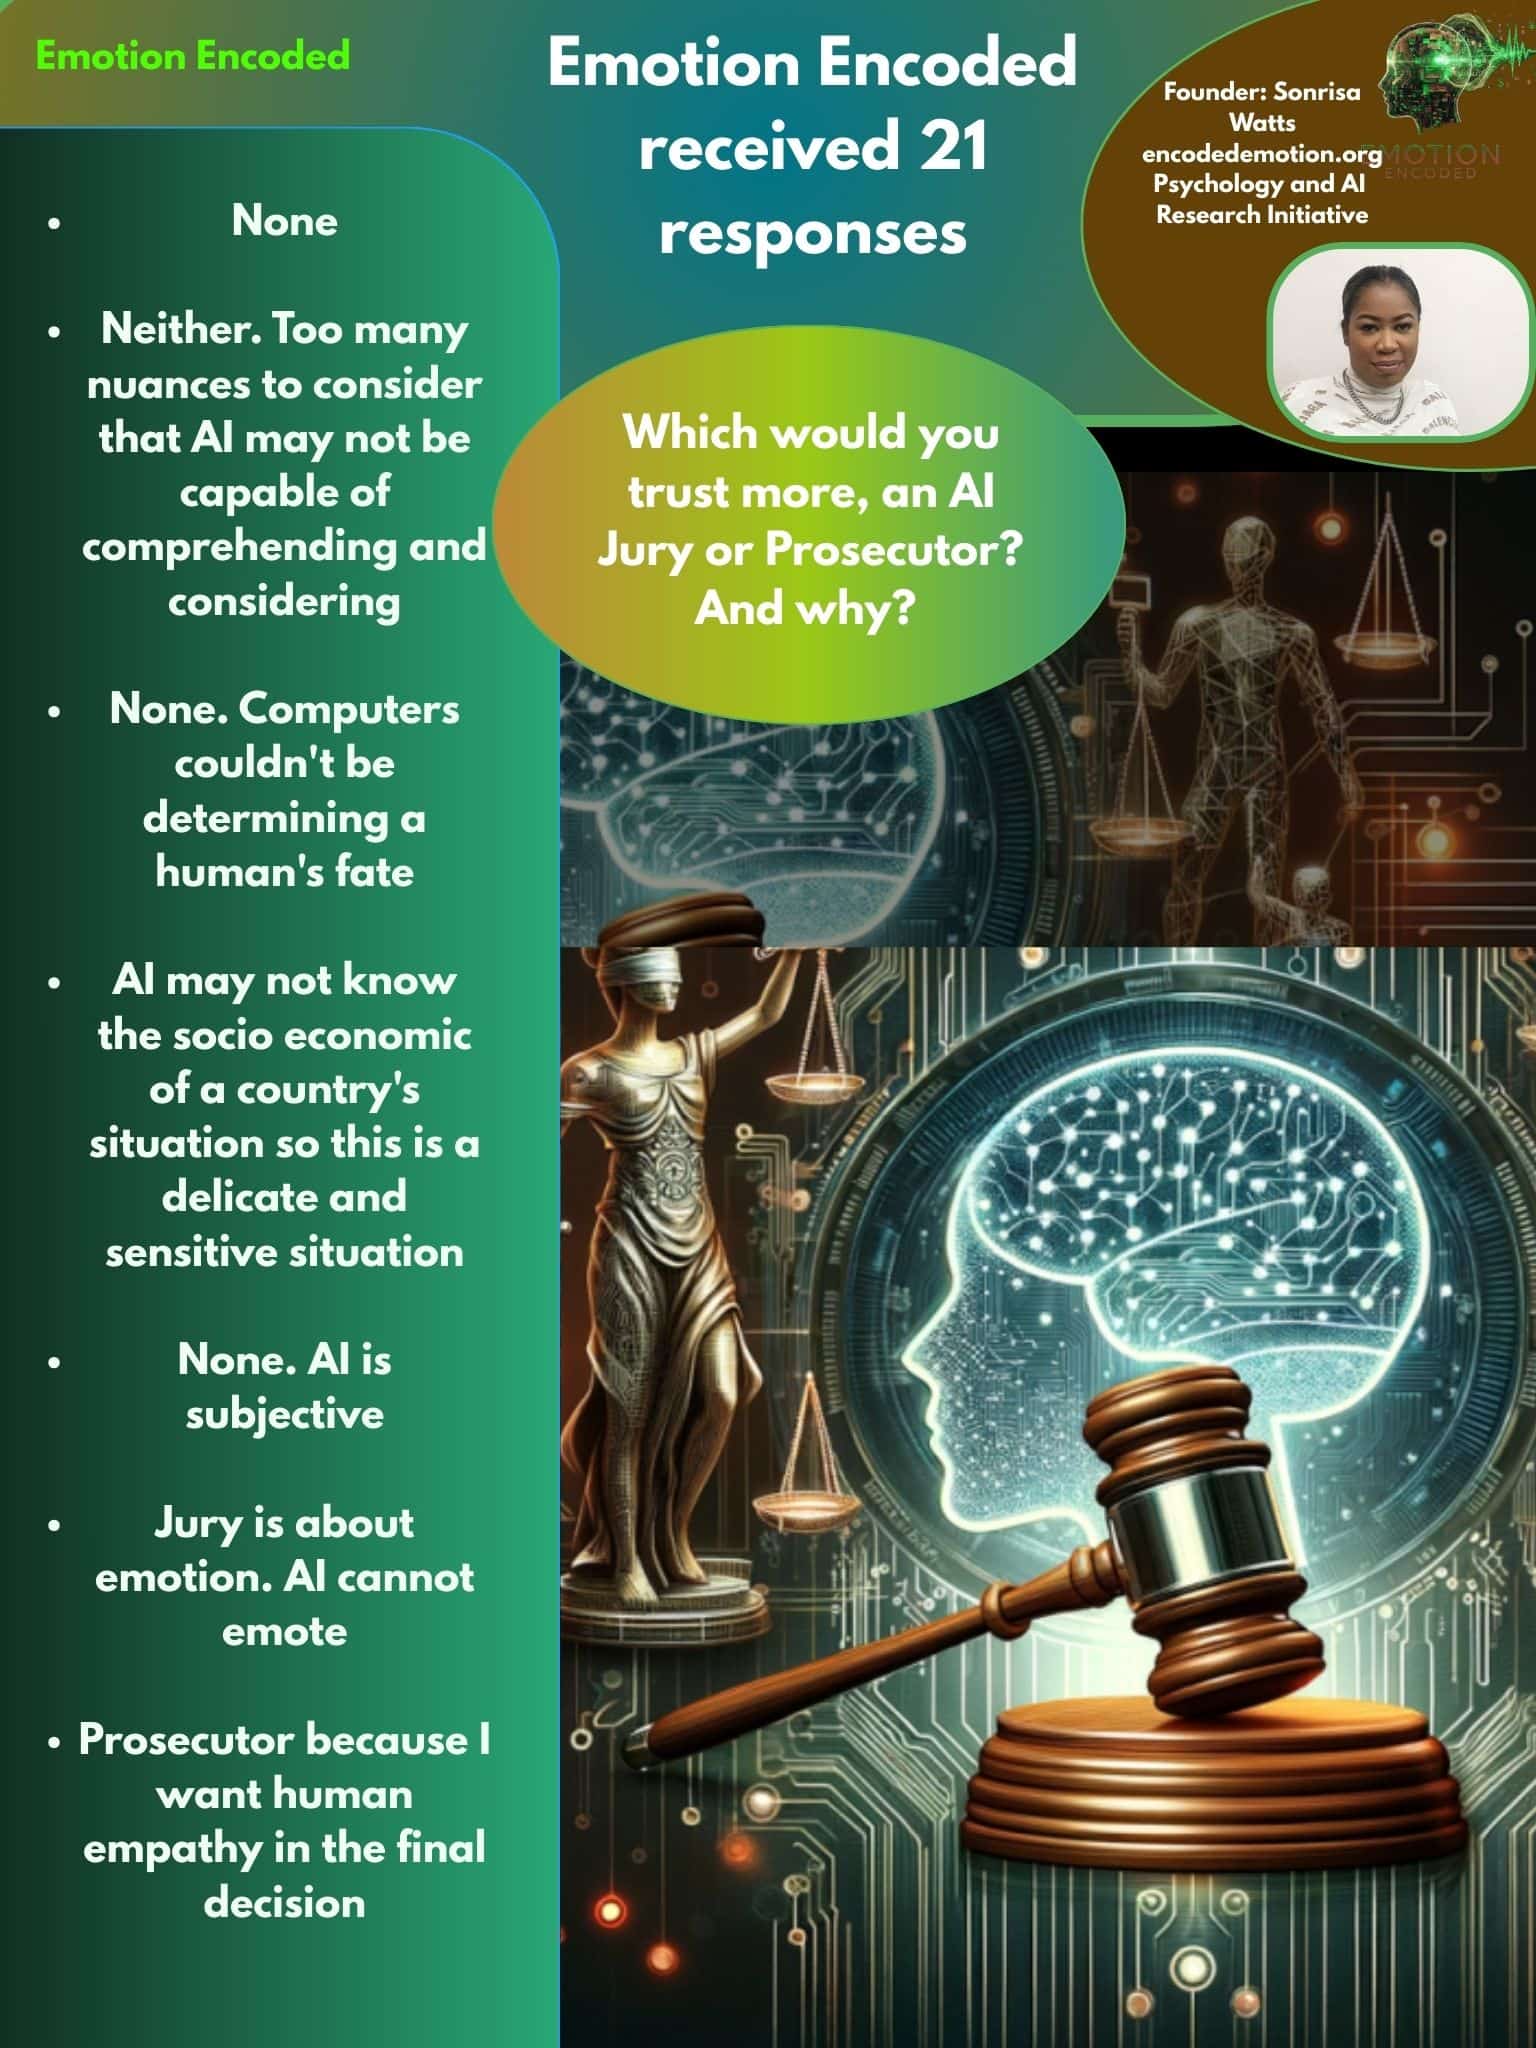 Emotion Encoded
Emotion Encoded
received 21
responses
Founder: Sonrisa
Watts
encodedemotion.org
Psychology and AI
Research Initiative
EMOTION
ENCODED
Which would you
trust more, an AI
Jury or Prosecutor?
And why?
• None
• Neither. Too many
nuances to consider
that AI may not be
capable of
comprehending and
considering
• None. Computers
couldn't be
determining a
human's fate
• AI may not know
the socio economic
of a country's
situation so this is a
delicate and
sensitive situation
• None. AI is
subjective
• Jury is about
emotion. AI cannot
emote
• Prosecutor because I
want human
empathy in the final
decision